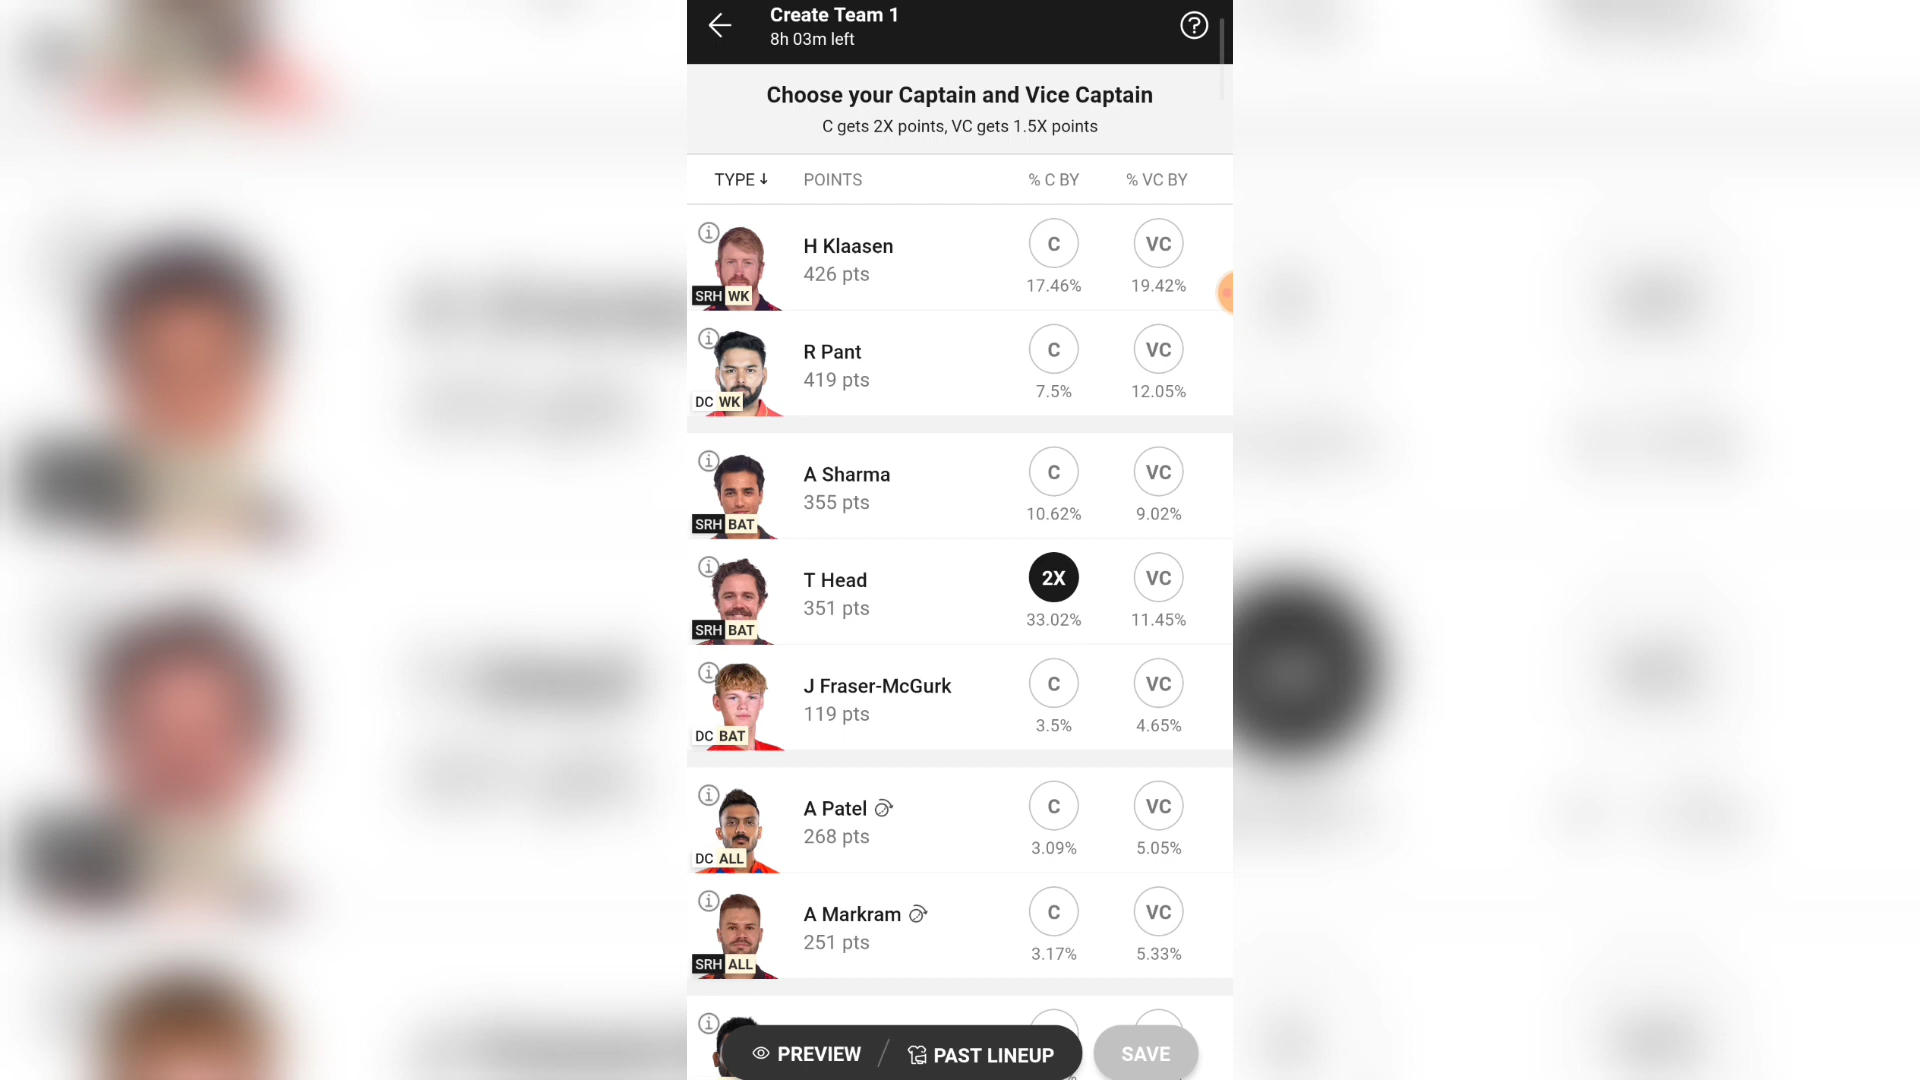 Create Team 1
8h 03m left
Choose your Captain and Vice Captain
C gets 2X points, VC gets 1.5X points
TYPE↓ POINTS % C BY % VC BY
H Klaasen
426 pts
C VC
17.46% 19.42%
SRH WK
R Pant
419 pts
C VC
7.5% 12.05%
DC WK
A Sharma
355 pts
C VC
10.62% 9.02%
SRH BAT
T Head
351 pts
2X VC
33.02% 11.45%
SRH BAT
J Fraser-McGurk
119 pts
C VC
3.5% 4.65%
DC BAT
A Patel
268 pts
C VC
3.09% 5.05%
DC ALL
A Markram
251 pts
C VC
3.17% 5.33%
SRH ALL
PREVIEW / PAST LINEUP SAVE